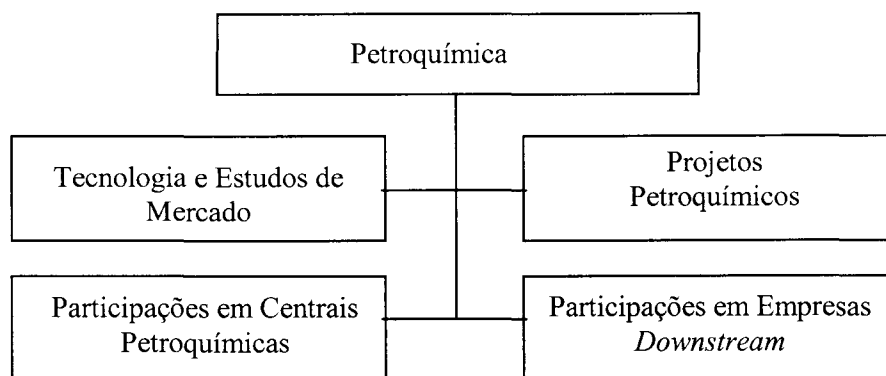 Petroquímica
Tecnologia e Estudos de
Mercado
Projetos
Petroquímicos
Participações em Centrais
Petroquímicas
Participações em Empresas
Downstream